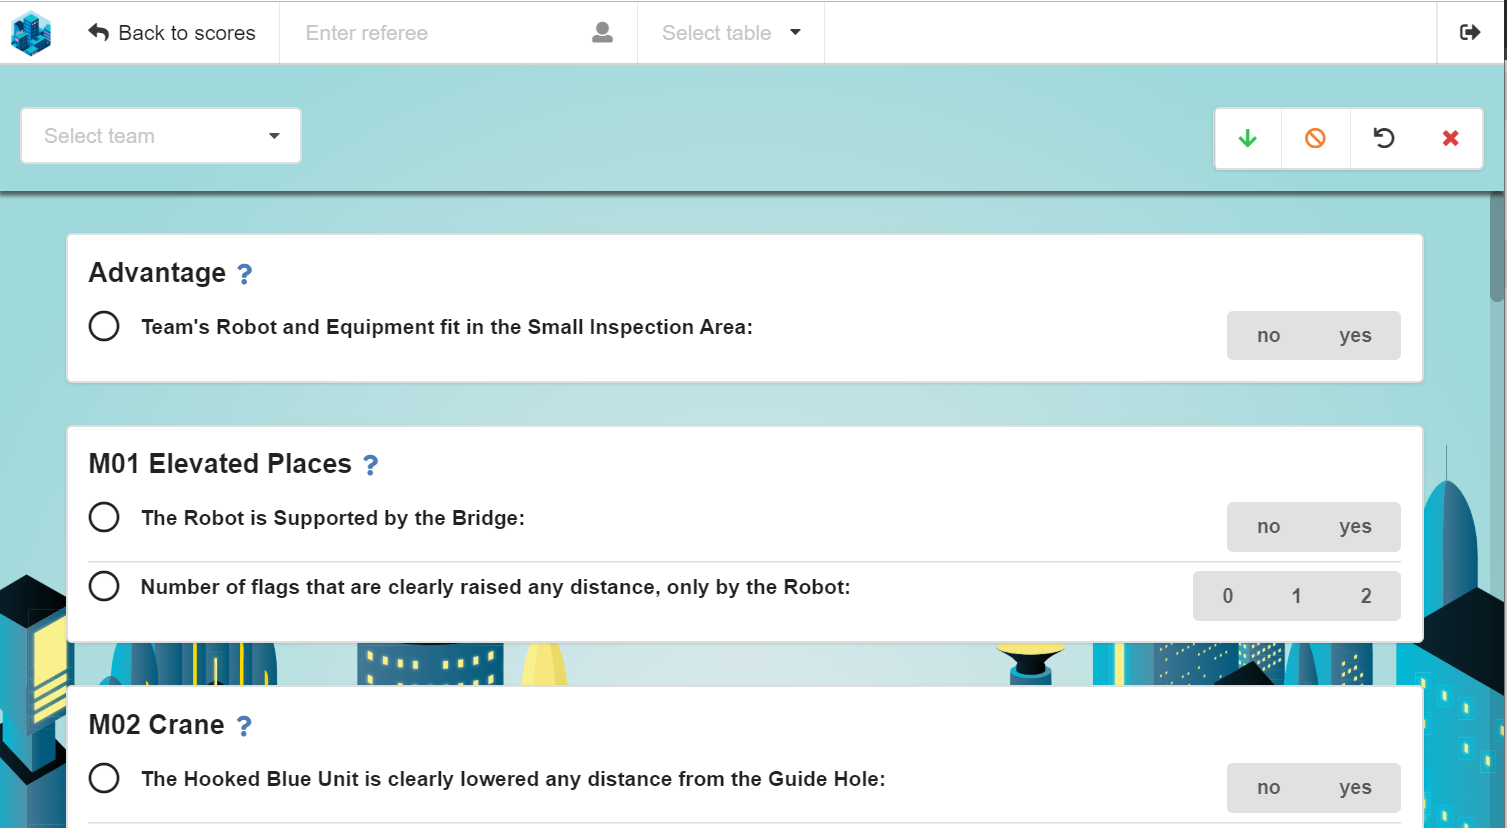 Back to scores
Enter referee
Select table
Select team
Advantage ?
Team's Robot and Equipment fit in the Small Inspection Area:
no yes
M01 Elevated Places ?
The Robot is Supported by the Bridge:
no yes
Number of flags that are clearly raised any distance, only by the Robot:
0 1 2
M02 Crane ?
The Hooked Blue Unit is clearly lowered any distance from the Guide Hole:
no yes